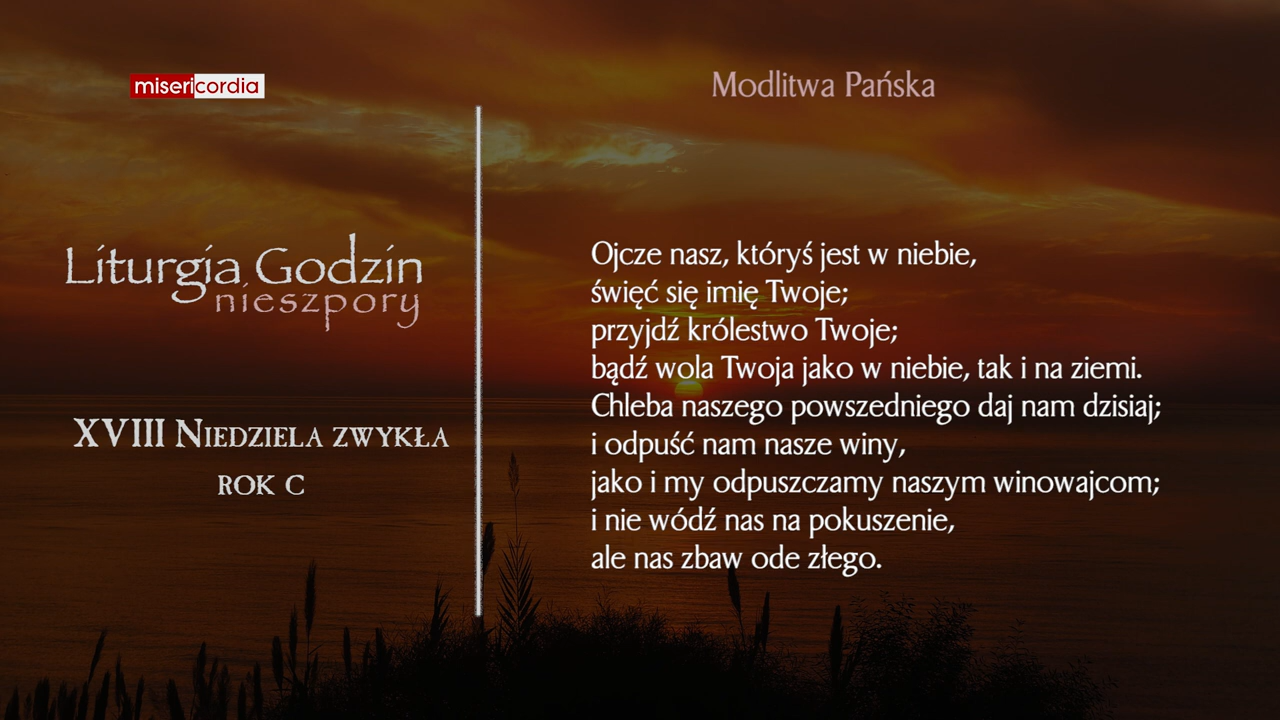 misericordia
Liturgia Godzin
nieszpory
XVIII Niedziela zwykła
rok C
Modlitwa Pańska
Ojcze nasz, któryś jest w niebie,
święć się imię Twoje;
przyjdź królestwo Twoje;
bądź wola Twoja jako w niebie, tak i na ziemi.
Chleba naszego powszedniego daj nam dzisiaj;
i odpuść nam nasze winy,
jako i my odpuszczamy naszym winowajcom;
i nie wódź nas na pokuszenie,
ale nas zbaw ode złego.